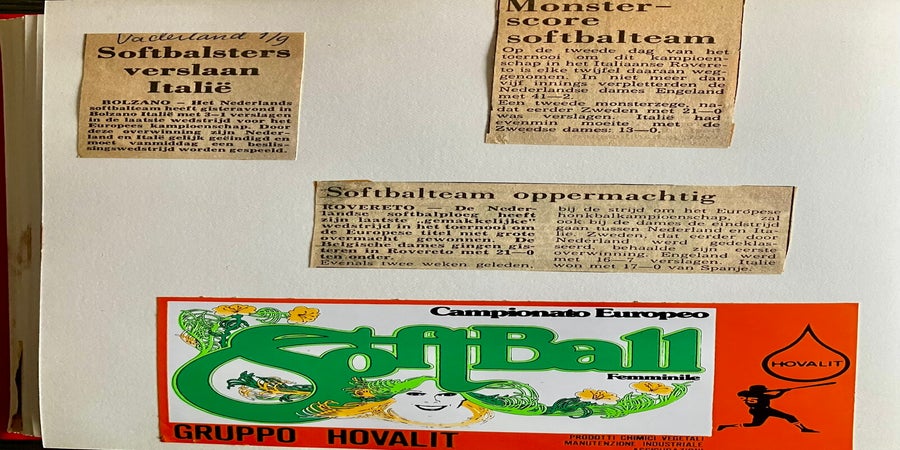 Vaderland 1/9
Softbalsters
verslaan
Italië
BOLZANO — Het Nederlands
softbalteam heeft gisteravond in
Bolzano Italië met 3—1 verslagen
in de laatste wedstrijd voor het
Europees kampioenschap. Door
deze overwinning zijn Neder-
land en Italië gelijk geëindigd en
moet vanmiddag een beslis-
singswedstrijd worden gespeeld.
Monster-
score
softbalteam
Op de tweede dag van het
toernooi om dit kampioen-
schap in het Italiaanse Rovere-
to is elke twijfel daaraan weg-
genomen. In niet meer dan
vijf innings verpletterden de
Nederlandse dames Engeland
met 41—2.
Een tweede monsterzege, na-
dat eerder Zweden met 21—0
was verslagen. Italië had
evenmin moeite met de
Zweedse dames: 13—0.
Softbalteam oppermachtig
ROVERETO — De Neder-
landse softbalploeg heeft
zijn laatste „gemakkelijke"
wedstrijd in het toernooi om
de Europese titel met grote
overmacht gewonnen. De
Belgische dames gingen gis-
teren in Rovereto met 21—0
ten onder.
Evenals twee weken geleden,
bij de strijd om het Europese
honkbalkampioenschap, zal
ook bij de dames de eindstrijd
gaan tussen Nederland en Ita-
lië. Zweden, dat eerder door
Nederland werd gedeklas-
seerd, behaalde zijn eerste
overwinning. Engeland werd
met 16—7 verslagen. Italië
won met 17—0 van Spanje.
Campionato Europeo
SoftBall
Femminile
HOVALIT
GRUPPO HOVALIT
PRODOTTI CHIMICI VEGETALI
MANUTENZIONE INDUSTRIALE